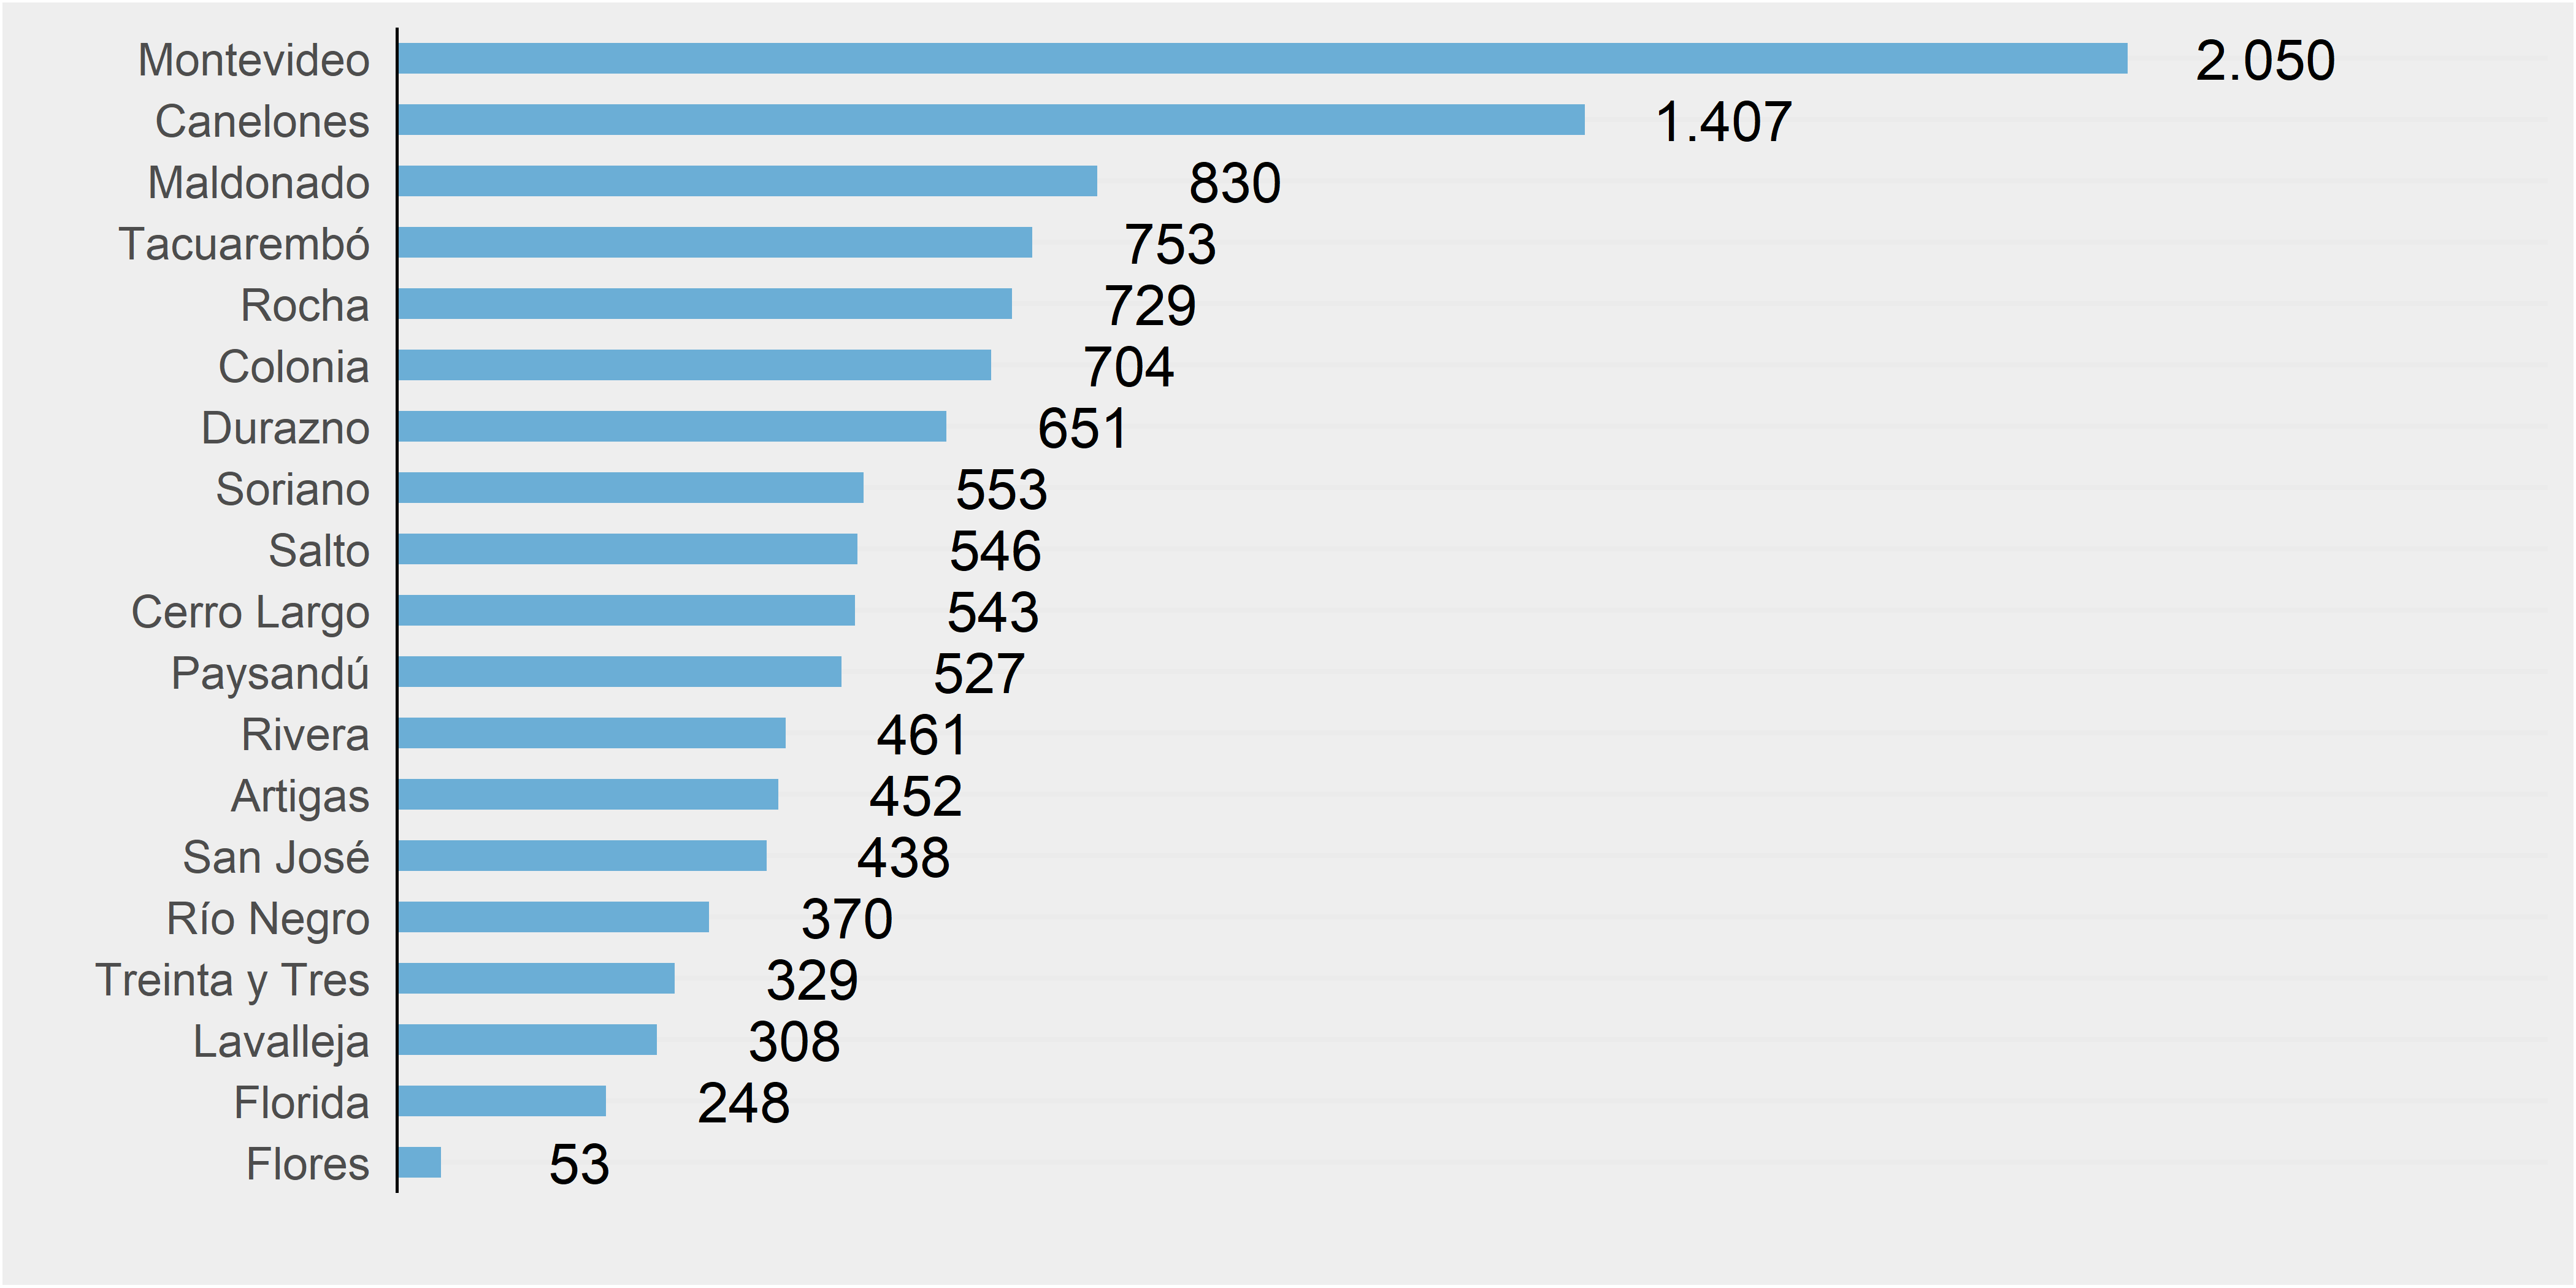 Montevideo 2.050
Canelones 1.407
Maldonado 830
Tacuarembó 753
Rocha 729
Colonia 704
Durazno 651
Soriano 553
Salto 546
Cerro Largo 543
Paysandú 527
Rivera 461
Artigas 452
San José 438
Río Negro 370
Treinta y Tres 329
Lavalleja 308
Florida 248
Flores 53